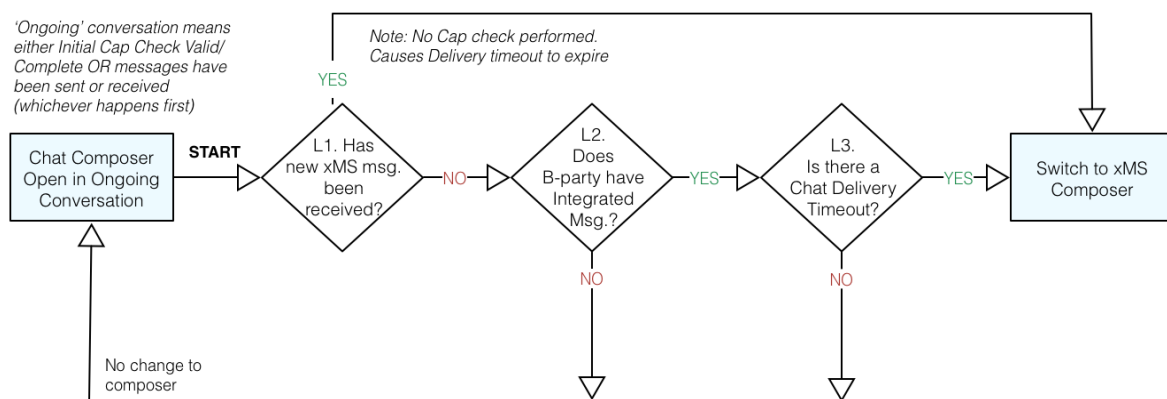 ‘Ongoing’ conversation means
either Initial Cap Check Valid/
Complete OR messages have
been sent or received
(whichever happens first)
Note: No Cap check performed.
Causes Delivery timeout to expire
YES
Chat Composer
Open in Ongoing
Conversation
START
L1. Has
new xMS msg.
been
received?
NO
L2.
Does
B-party have
Integrated
Msg.?
YES
L3.
Is there a
Chat Delivery
Timeout?
YES
Switch to xMS
Composer
NO
NO
No change to
composer